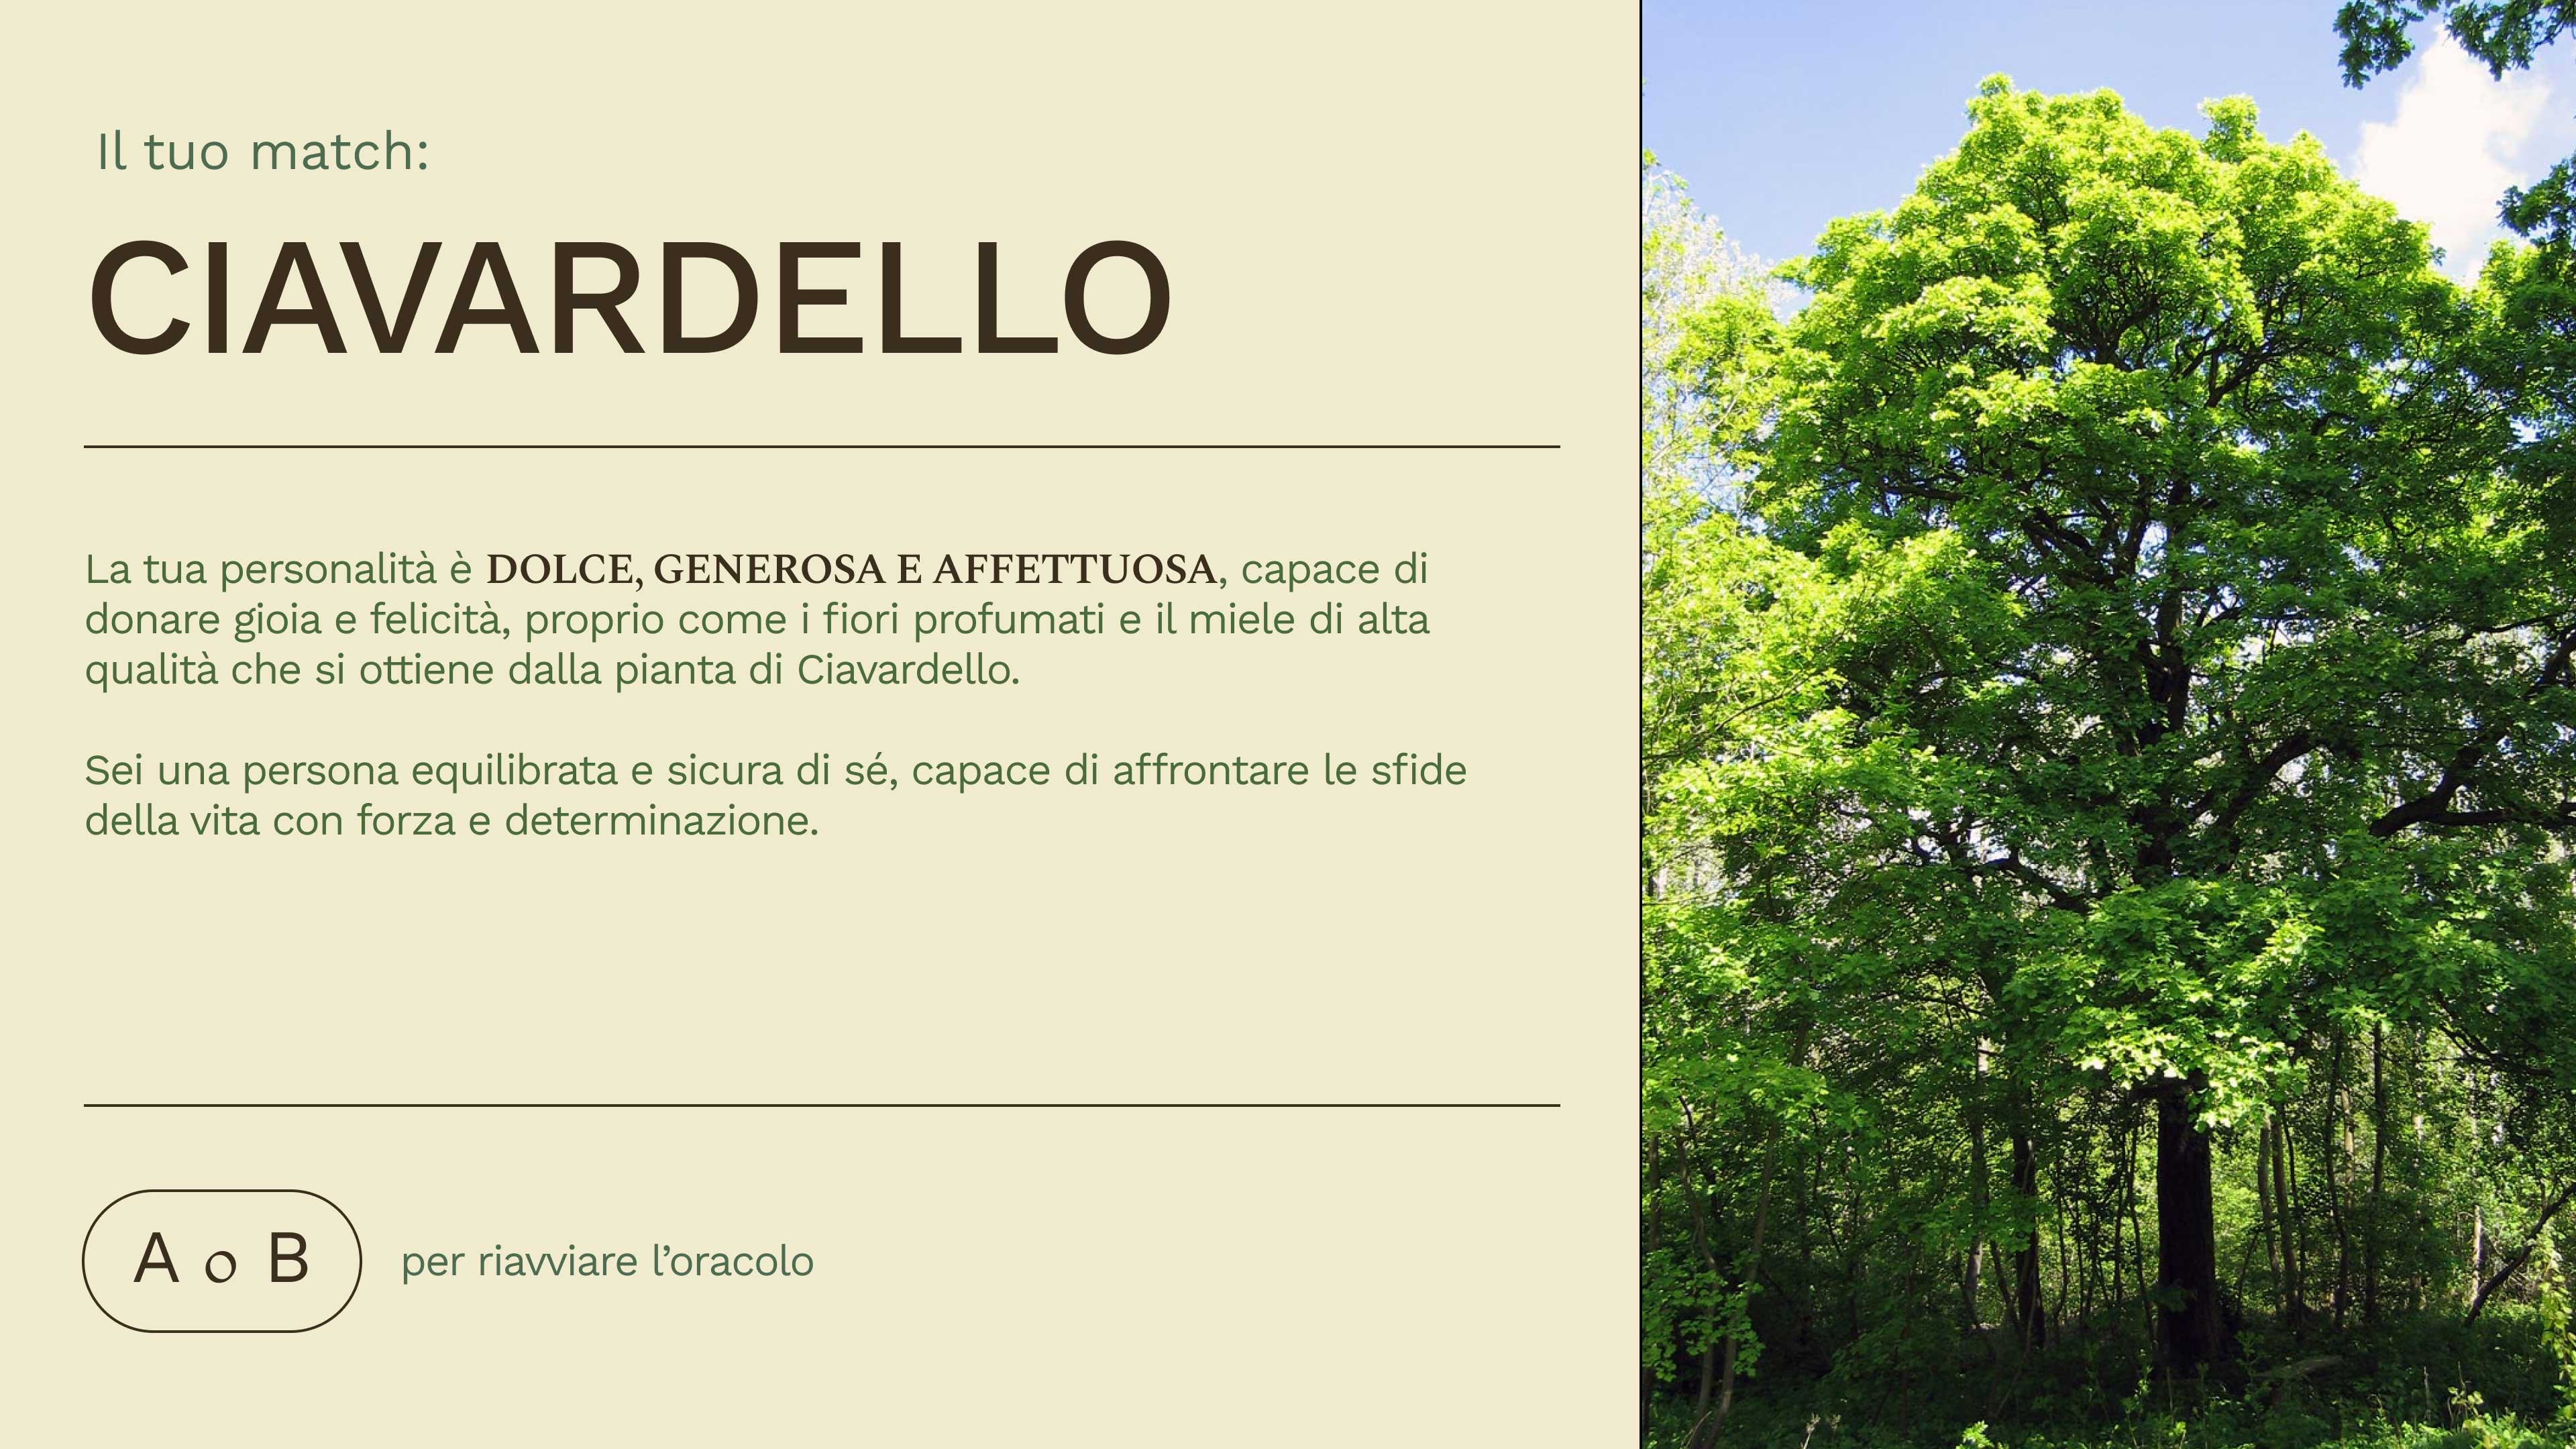 Il tuo match:
CIAVARDELLO
La tua personalità è DOLCE, GENEROSA E AFFETTUOSA, capace di
donare gioia e felicità, proprio come i fiori profumati e il miele di alta
qualità che si ottiene dalla pianta di Ciavardello.
Sei una persona equilibrata e sicura di sé, capace di affrontare le sfide
della vita con forza e determinazione.
A o B per riavviare l’oracolo